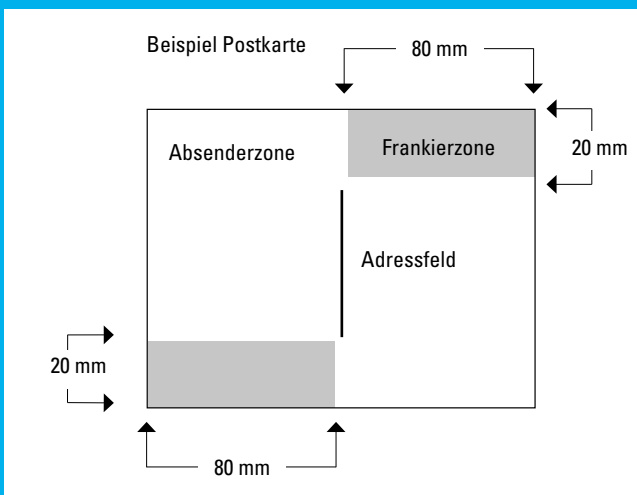 Beispiel Postkarte
80 mm
Absenderzone
Frankierzone
20 mm
Adressfeld
20 mm
80 mm